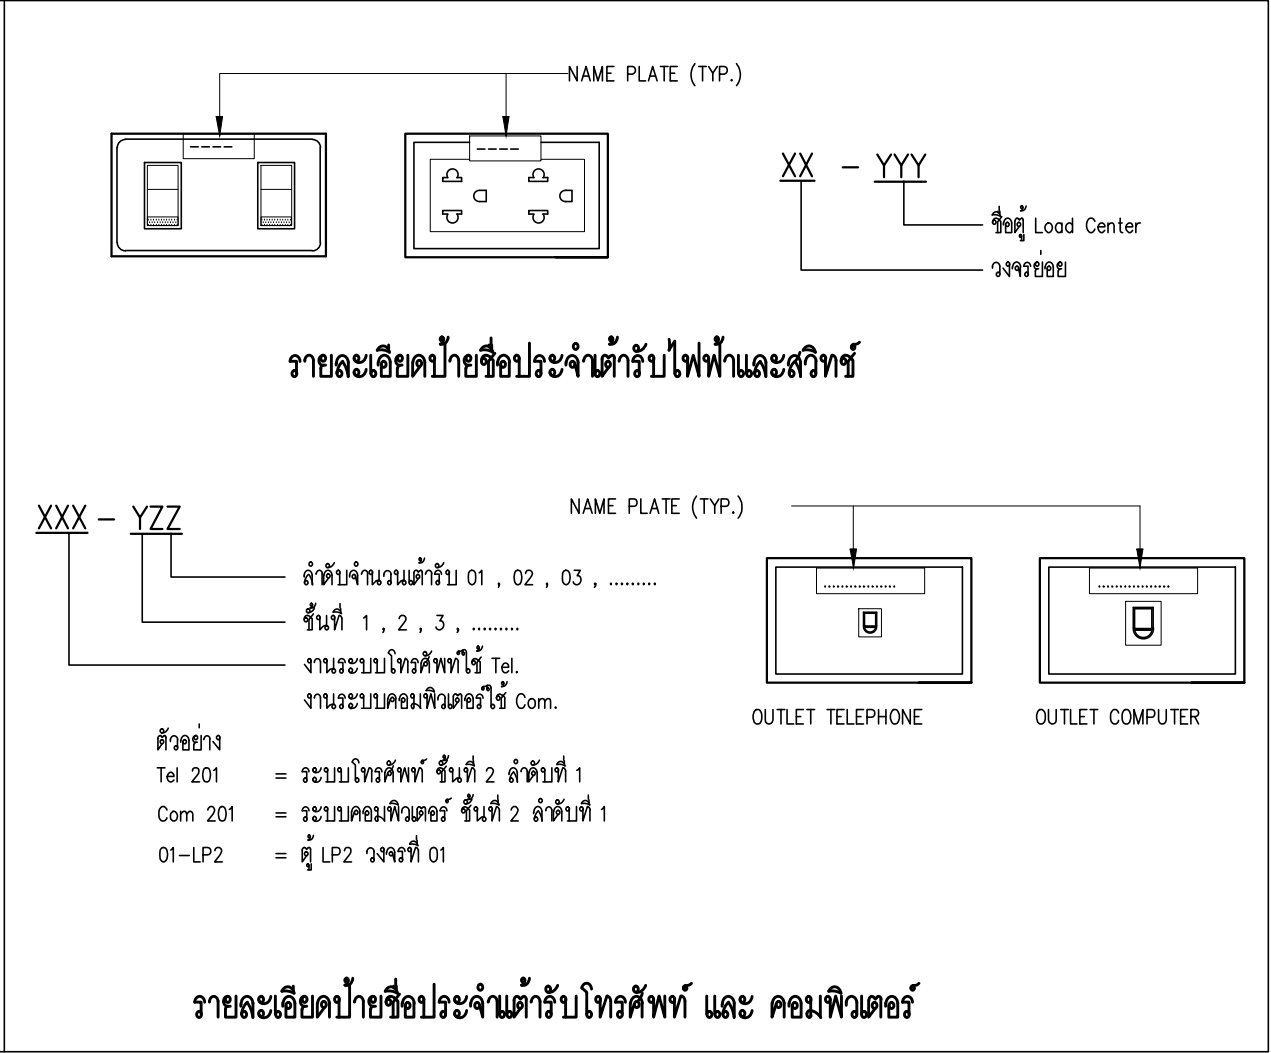 NAME PLATE (TYP.)
----
----
XX - YYY
ชื่อตู้ Load Center
วงจรย่อย
รายละเอียดป้ายชื่อประจำเต้ารับไฟฟ้าและสวิทช์
XXX - YZZ
ลำดับจำนวนเต้ารับ 01 , 02 , 03 , .........
ชั้นที่ 1 , 2 , 3 , .........
งานระบบโทรศัพท์ใช้ Tel.
งานระบบคอมพิวเตอร์ใช้ Com.
NAME PLATE (TYP.)
OUTLET TELEPHONE
OUTLET COMPUTER
ตัวอย่าง
Tel 201 = ระบบโทรศัพท์ ชั้นที่ 2 ลำดับที่ 1
Com 201 = ระบบคอมพิวเตอร์ ชั้นที่ 2 ลำดับที่ 1
01-LP2 = ตู้ LP2 วงจรที่ 01
รายละเอียดป้ายชื่อประจำแต้ารับโทรศัพท์ และ คอมพิวเตอร์